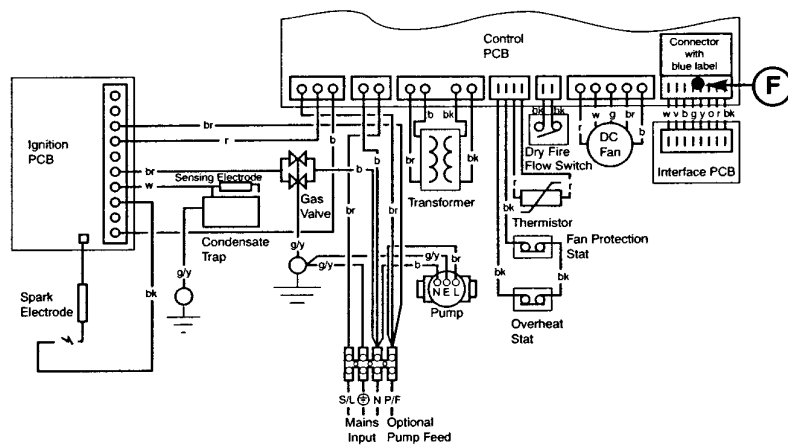 Control
PCB
Connector
with
blue label
F
Ignition
PCB
br
r
b
br
w
Sensing Electrode
Condensate
Trap
g/y
bk
Spark
Electrode
Gas
Valve
g/y
g/y
b
b
br
br
b
bk
br
bk
Transformer
bk
bk
Dry Fire
Flow Switch
r
w
g
br
b
DC
Fan
w v b g y o r bk
Interface PCB
r
r
Thermistor
bk
Fan Protection
Stat
bk
bk
Overheat
Stat
g/y
b
br
N E L
Pump
S/L
N
P/F
Mains
Input
Optional
Pump Feed